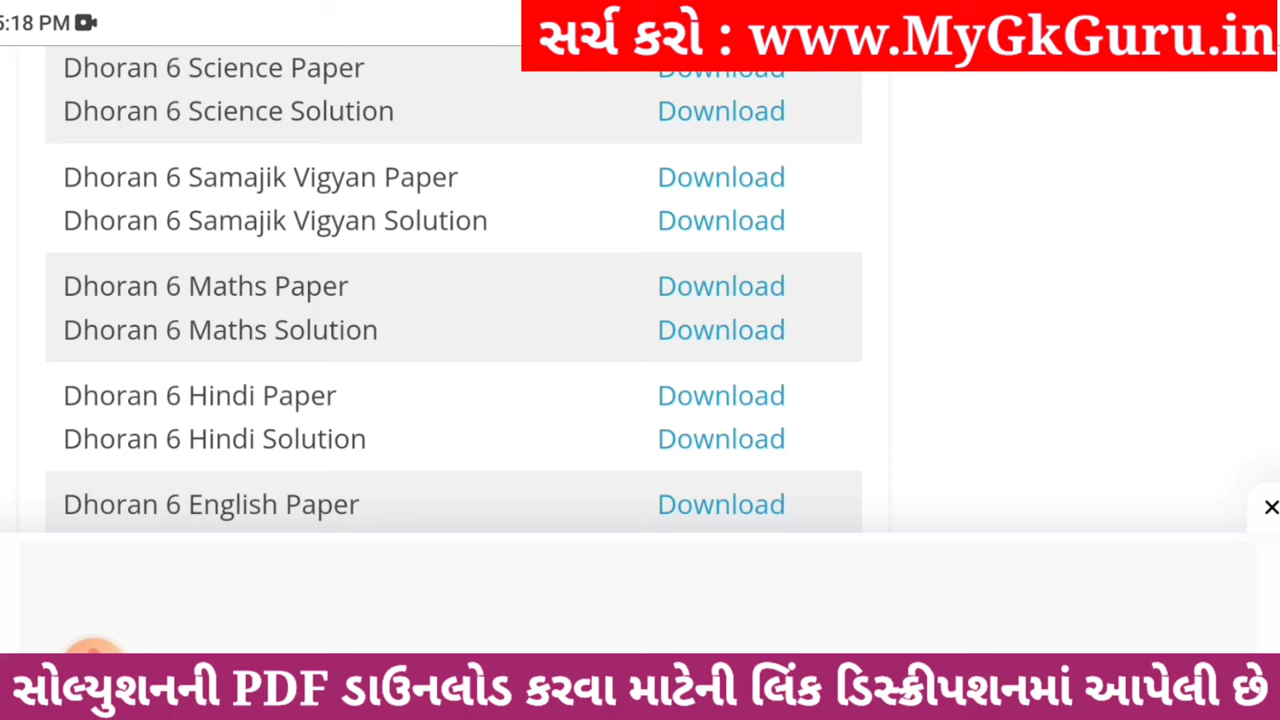 5:18 PM
સર્ચ કરો : www.MyGkGuru.in
Dhoran 6 Science Paper Download
Dhoran 6 Science Solution Download
Dhoran 6 Samajik Vigyan Paper Download
Dhoran 6 Samajik Vigyan Solution Download
Dhoran 6 Maths Paper Download
Dhoran 6 Maths Solution Download
Dhoran 6 Hindi Paper Download
Dhoran 6 Hindi Solution Download
Dhoran 6 English Paper Download
સોલ્યુશનની PDF ડાઉનલોડ કરવા માટેની લિંક ડિસ્ક્રીપશનમાં આપેલી છે